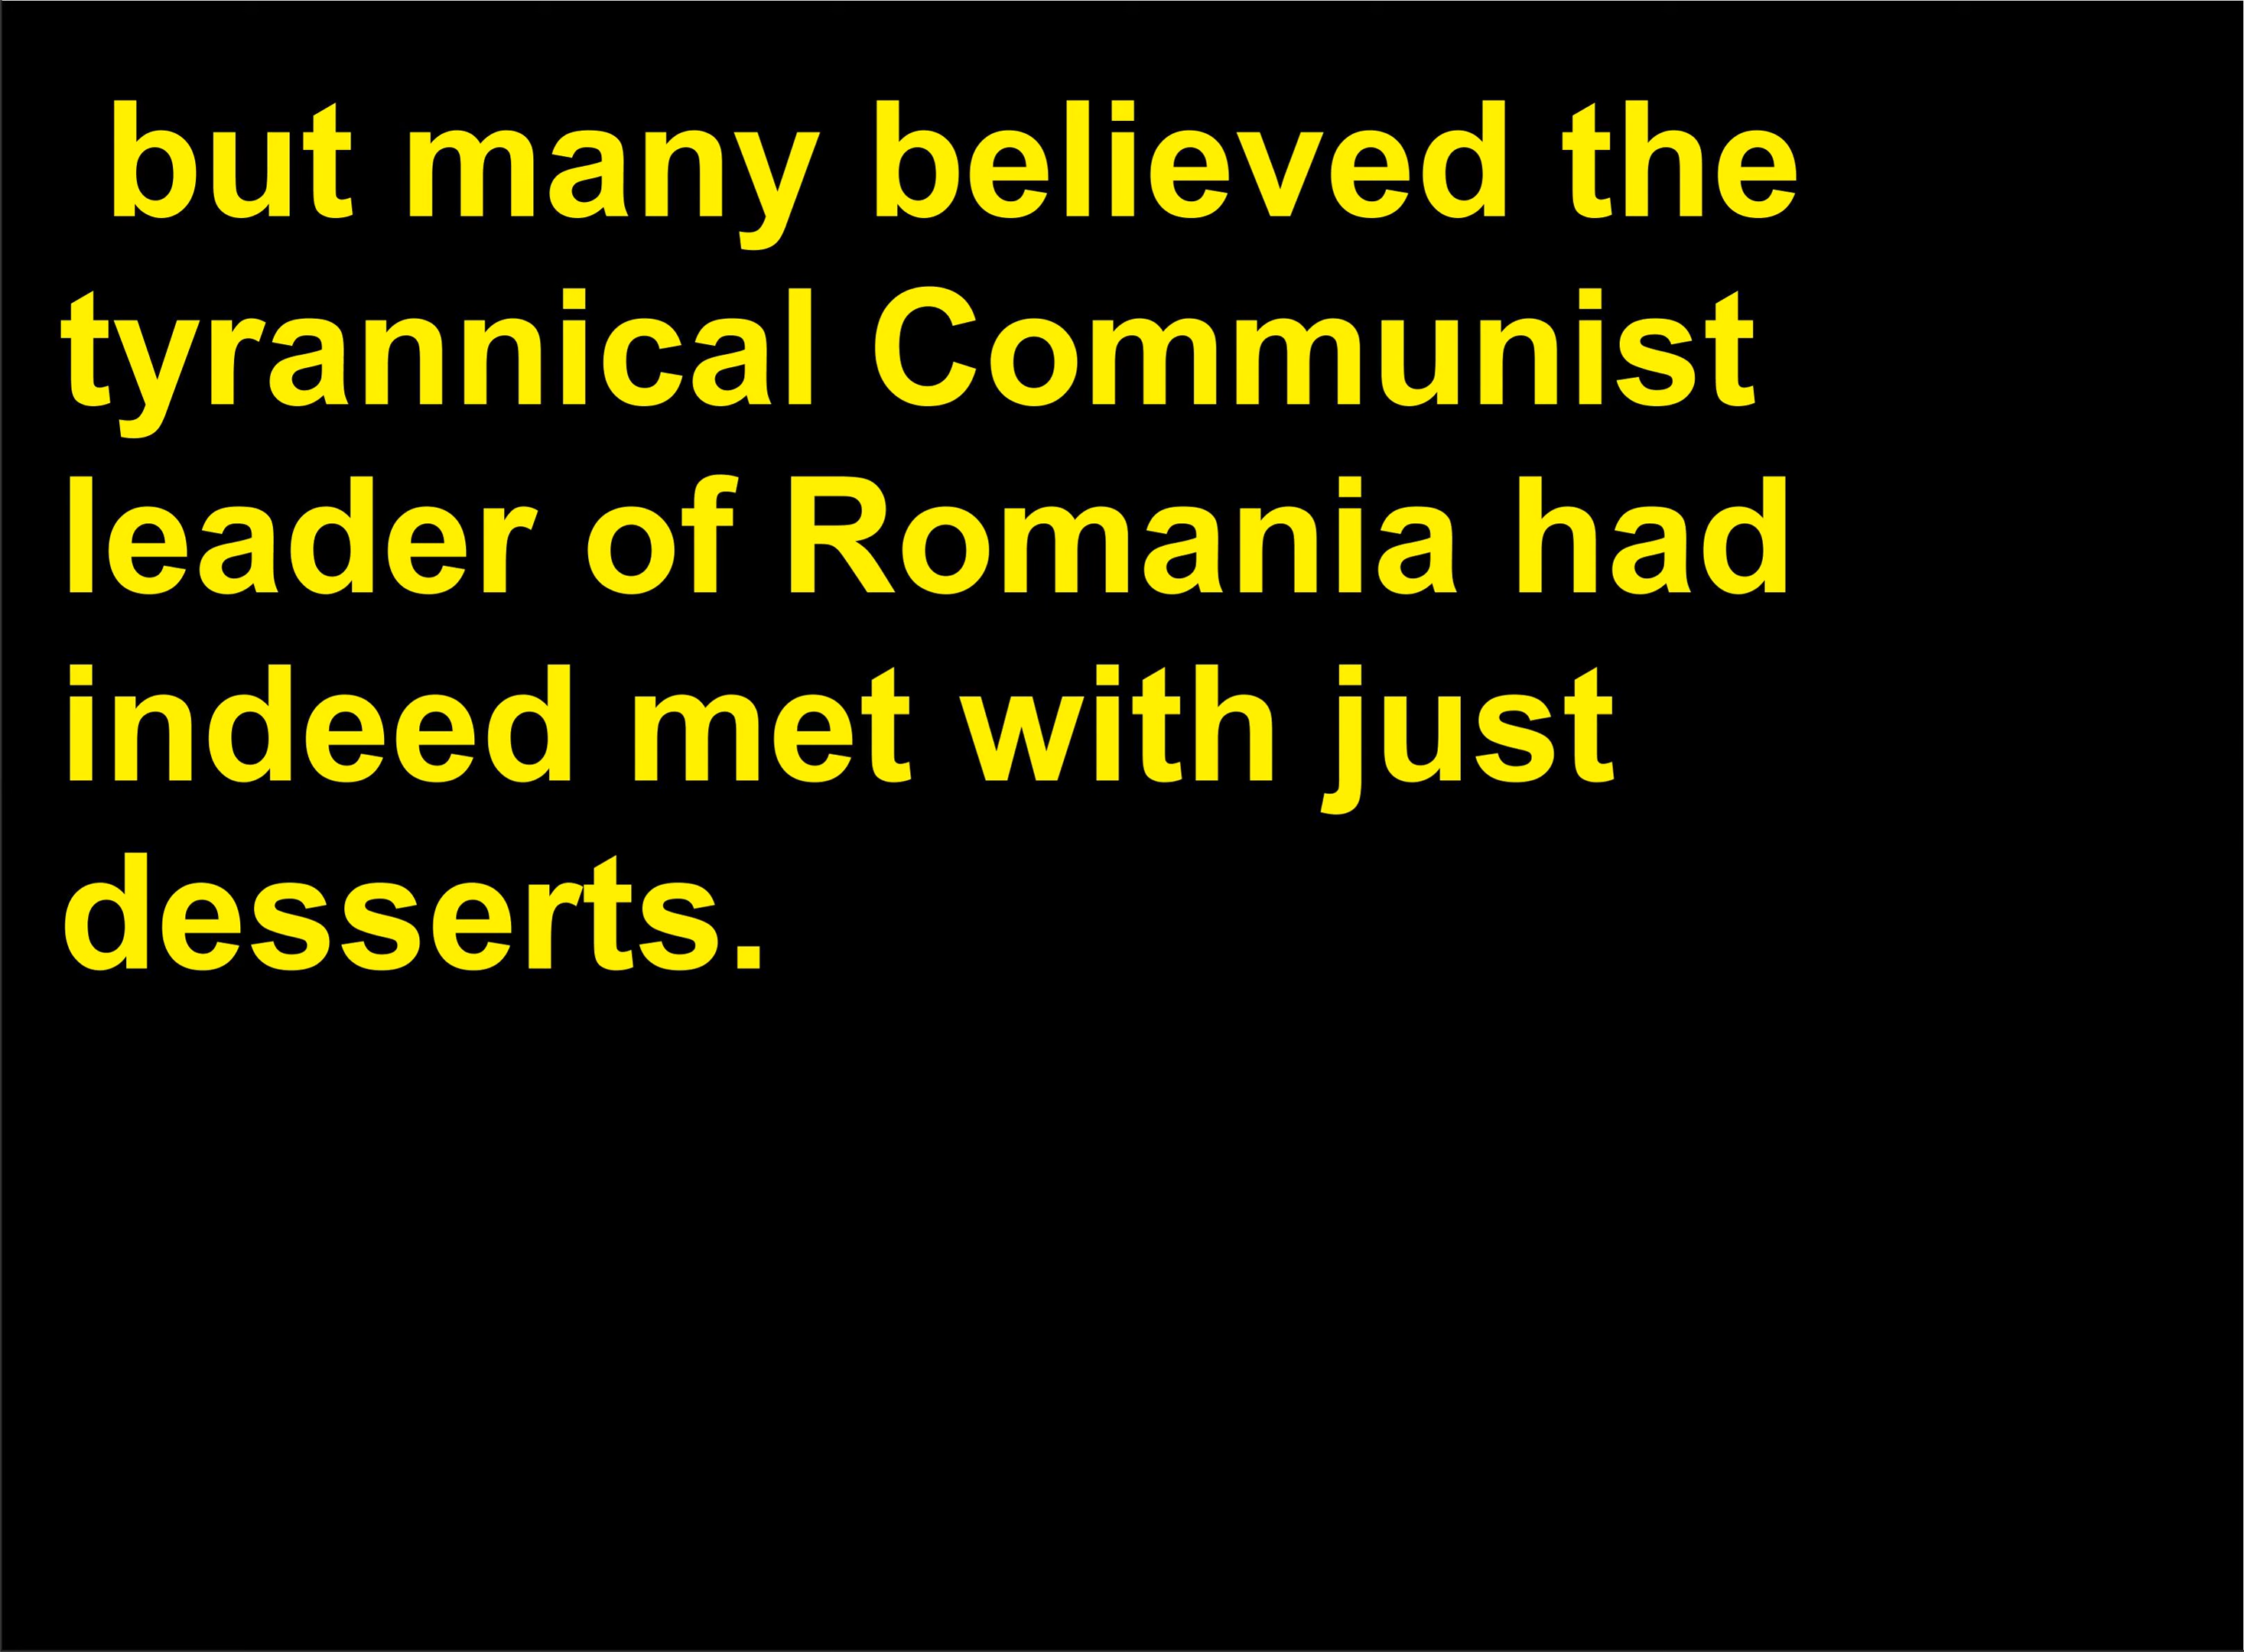 but many believed the
tyrannical Communist
leader of Romania had
indeed met with just
desserts.